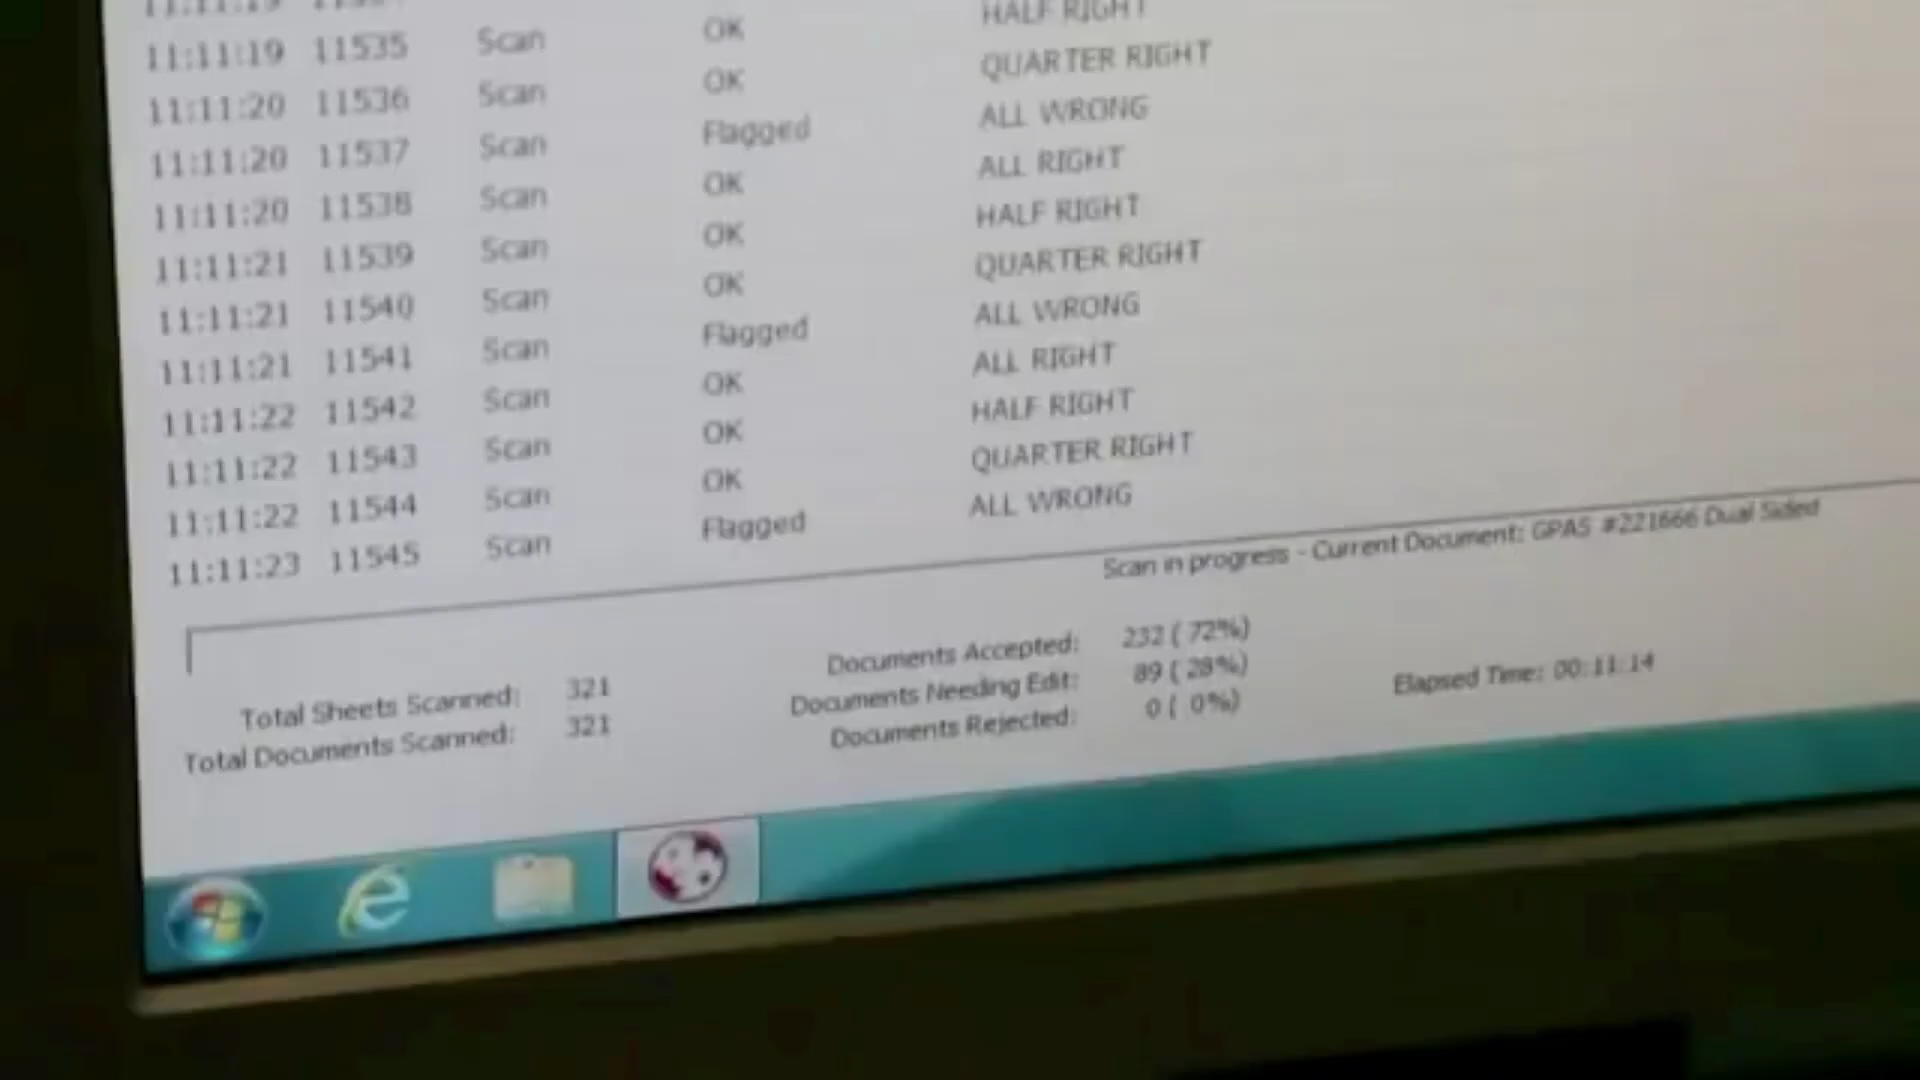 11:11:19 11535 Scan OK HALF RIGHT
11:11:20 11536 Scan OK QUARTER RIGHT
11:11:20 11537 Scan Flagged ALL WRONG
11:11:20 11538 Scan OK ALL RIGHT
11:11:21 11539 Scan OK HALF RIGHT
11:11:21 11540 Scan OK QUARTER RIGHT
11:11:21 11541 Scan Flagged ALL WRONG
11:11:22 11542 Scan OK ALL RIGHT
11:11:22 11543 Scan OK HALF RIGHT
11:11:22 11544 Scan OK QUARTER RIGHT
11:11:23 11545 Scan Flagged ALL WRONG
Scan in progress - Current Document: GPA5 #221666 Dual Sided
Total Sheets Scanned: 321
Total Documents Scanned: 321
Documents Accepted: 232 ( 72%)
Documents Needing Edit: 89 ( 28%)
Documents Rejected: 0 ( 0%)
Elapsed Time: 00:11:14